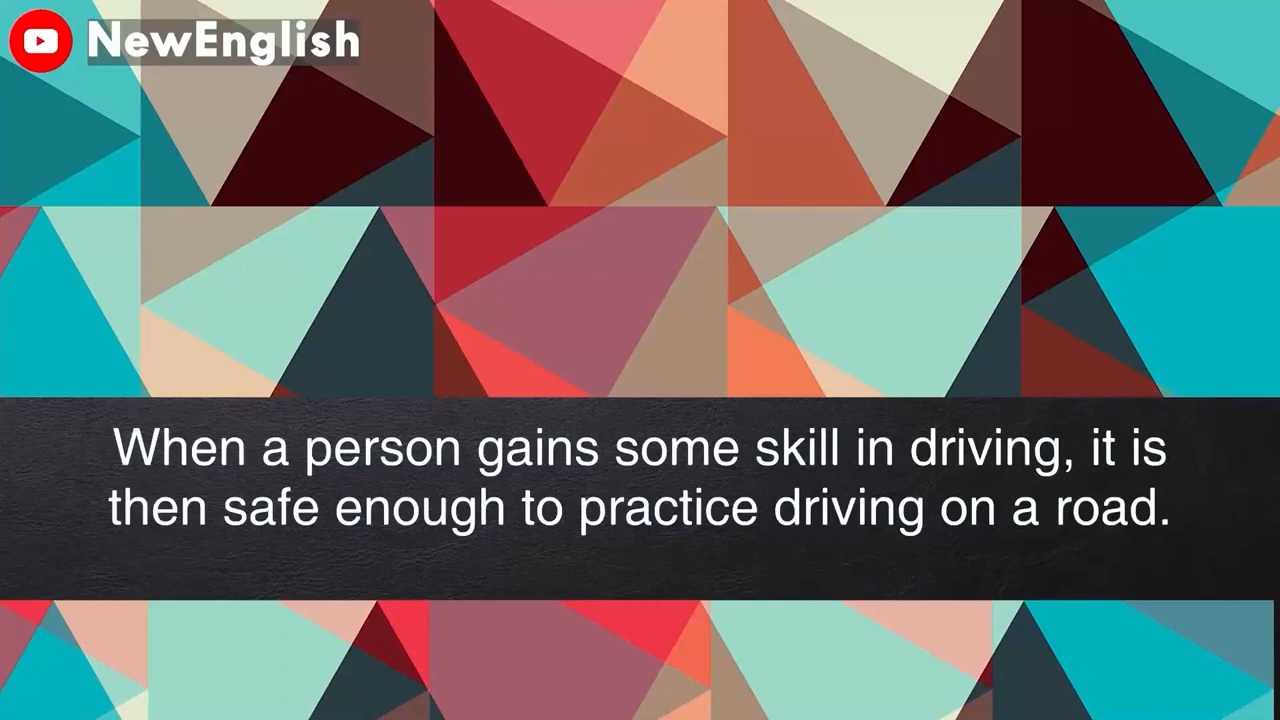 NewEnglish
When a person gains some skill in driving, it is
then safe enough to practice driving on a road.